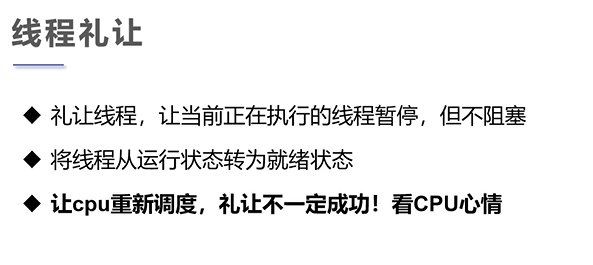 线程礼让
◆ 礼让线程，让当前正在执行的线程暂停，但不阻塞
◆ 将线程从运行状态转为就绪状态
◆ 让cpu重新调度，礼让不一定成功！看CPU心情